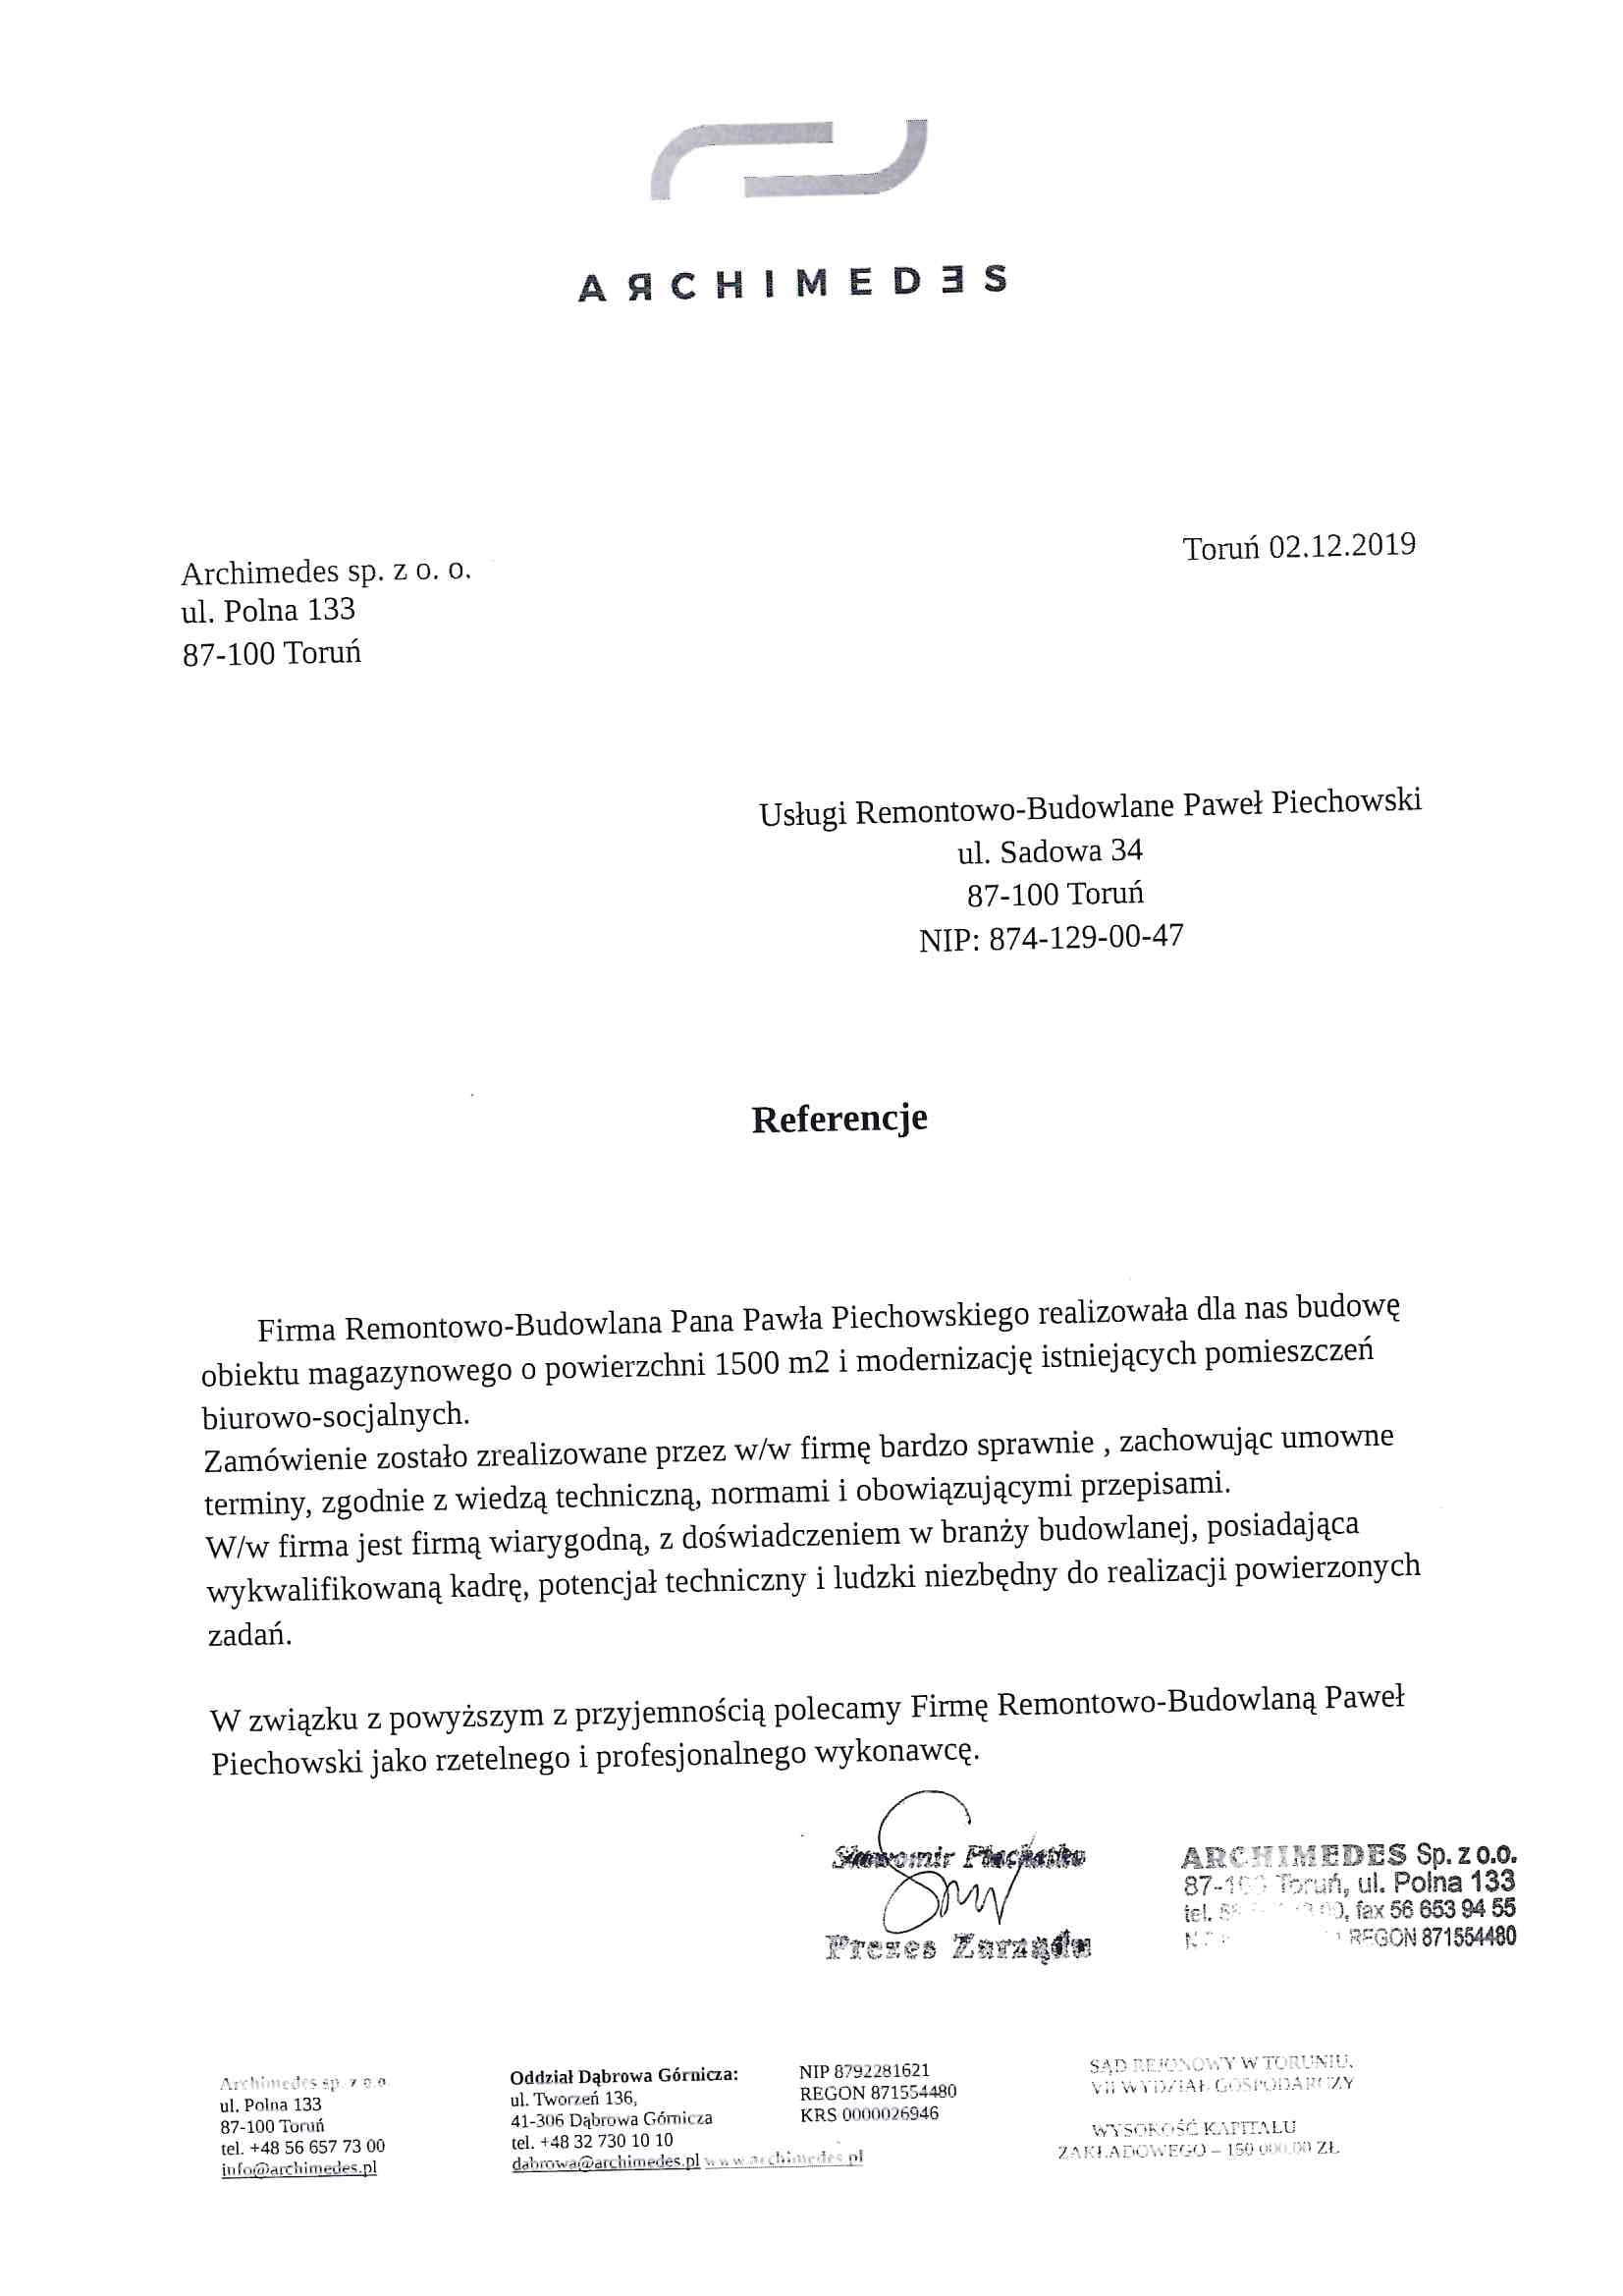 ARCHIMEDES
Toruń 02.12.2019
Archimedes sp. z o. o.
ul. Polna 133
87-100 Toruń
Usługi Remontowo-Budowlane Paweł Piechowski
ul. Sadowa 34
87-100 Toruń
NIP: 874-129-00-47
Referencje
Firma Remontowo-Budowlana Pana Pawła Piechowskiego realizowała dla nas budowę
obiektu magazynowego o powierzchni 1500 m2 i modernizację istniejących pomieszczeń
biurowo-socjalnych.
Zamówienie zostało zrealizowane przez w/w firmę bardzo sprawnie , zachowując umowne
terminy, zgodnie z wiedzą techniczną, normami i obowiązującymi przepisami.
W/w firma jest firmą wiarygodną, z doświadczeniem w branży budowlanej, posiadająca
wykwalifikowaną kadrę, potencjał techniczny i ludzki niezbędny do realizacji powierzonych
zadań.
W związku z powyższym z przyjemnością polecamy Firmę Remontowo-Budowlaną Paweł
Piechowski jako rzetelnego i profesjonalnego wykonawcę.
Sławomir
Prezes Zarządu
ARCHIMEDES Sp. z o.o.
Toruń, ul. Polna 133
tel. fax 56 653 94 55
REGON 871554480
Archimedes sp. z o.o.
ul. Polna 133
87-100 Toruń
tel. +48 56 657 73 00
info@archimedes.pl
Oddział Dąbrowa Górnicza:
ul. Tworzeń 136,
41-306 Dąbrowa Górnicza
tel. +48 32 730 10 10
dabrowa@archimedes.pl www.archimedes.pl
NIP 8792281621
REGON 871554480
KRS 0000026946
SĄD REJONOWY W TORUNIU,
VII WYDZIAŁ GOSPODARCZY
WYSOKOŚĆ KAPITAŁU
ZAKŁADOWEGO – 150 000,00 ZŁ